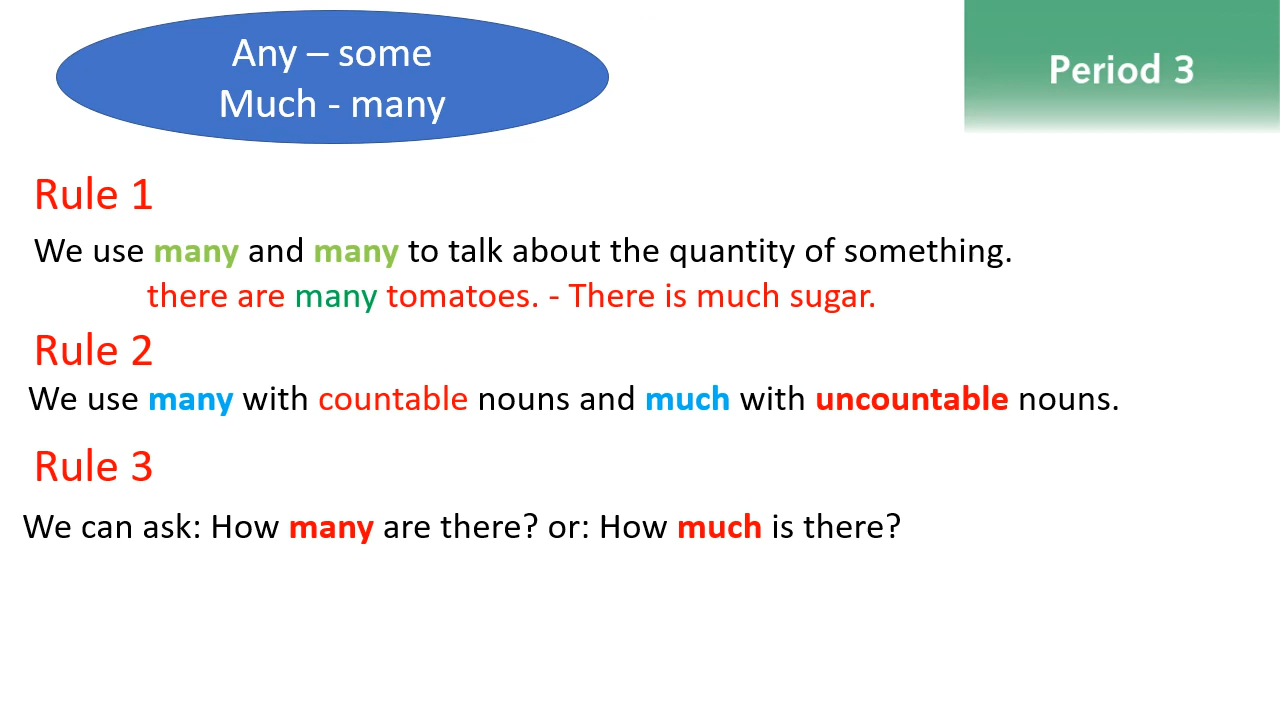 Any – some
Much - many
Period 3
Rule 1
We use many and many to talk about the quantity of something.
there are many tomatoes. - There is much sugar.
Rule 2
We use many with countable nouns and much with uncountable nouns.
Rule 3
We can ask: How many are there? or: How much is there?